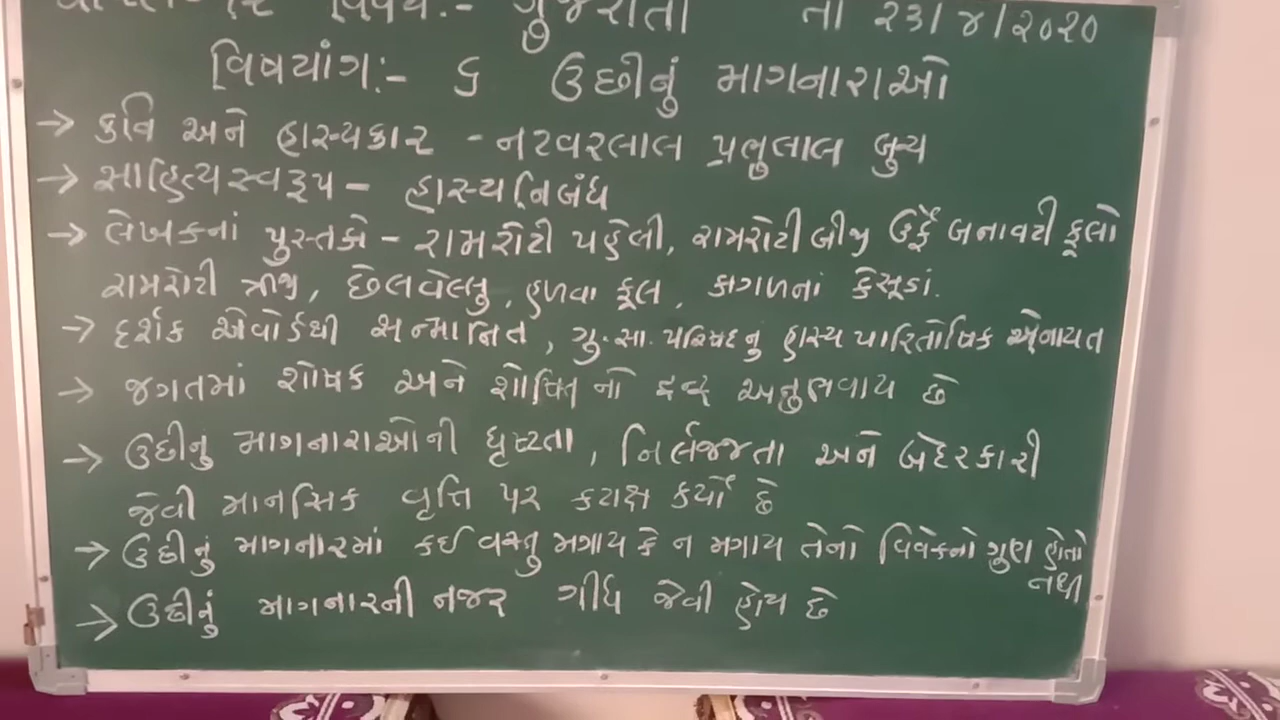 વિષય:- ગુજરાતી તા ૨૩/૪/૨૦૨૦
વિષયાંગ:- ૬ ઉછીનું માગનારાઓ
→ કવિ અને હાસ્યકાર - નટવરલાલ પ્રભુલાલ બુચ
→ સાહિત્યસ્વરૂપ - હાસ્યનિબંધ
→ લેખકનાં પુસ્તકો - રામરોટી પહેલી, રામરોટી બીજી ઉર્ફે બનાવટી ફૂલો
રામરોટી ત્રીજી, છેલવેલ્લુ, હળવા ફૂલ, કાગળનાં કેસૂડાં.
→ દર્શક એવોર્ડથી સન્માનિત, ગુ.સા. પરિષદનુ હાસ્ય પારિતોષિક એનાયત
→ જગતમાં શોષક અને શોષિત નો દ્વંદ્વ અનુભવાય છે
→ ઉછીનું માગનારાઓની ધૃષ્ટતા, નિર્લજ્જતા અને બેદરકારી
જેવી માનસિક વૃત્તિ પર કટાક્ષ કર્યો છે
→ ઉછીનું માગનારમાં કઈ વસ્તુ મગાય કે ન મગાય તેનો વિવેકનો ગુણ હોતો
નથી
→ ઉછીનું માગનારની નજર ગીધ જેવી હોય છે